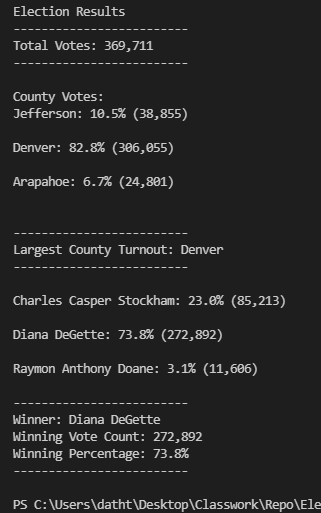 Election Results
-------------------------
Total Votes: 369,711
-------------------------
County Votes:
Jefferson: 10.5% (38,855)
Denver: 82.8% (306,055)
Arapahoe: 6.7% (24,801)
-------------------------
Largest County Turnout: Denver
-------------------------
Charles Casper Stockham: 23.0% (85,213)
Diana DeGette: 73.8% (272,892)
Raymon Anthony Doane: 3.1% (11,606)
-------------------------
Winner: Diana DeGette
Winning Vote Count: 272,892
Winning Percentage: 73.8%
-------------------------
PS C:\Users\datht\Desktop\Classwork\Repo\Ele